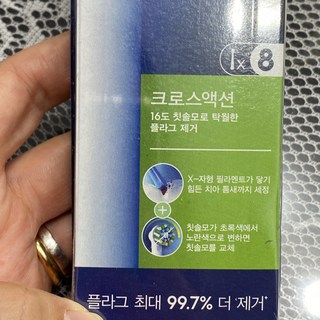 1x 8
크로스액션
16도 칫솔모로 탁월한
플라그 제거
X-자형 필라멘트가 닿기
힘든 치아 틈새까지 세정
+
칫솔모가 초록색에서
노란색으로 변하면
칫솔모를 교체
플라그 최대 99.7% 더 '제거'*